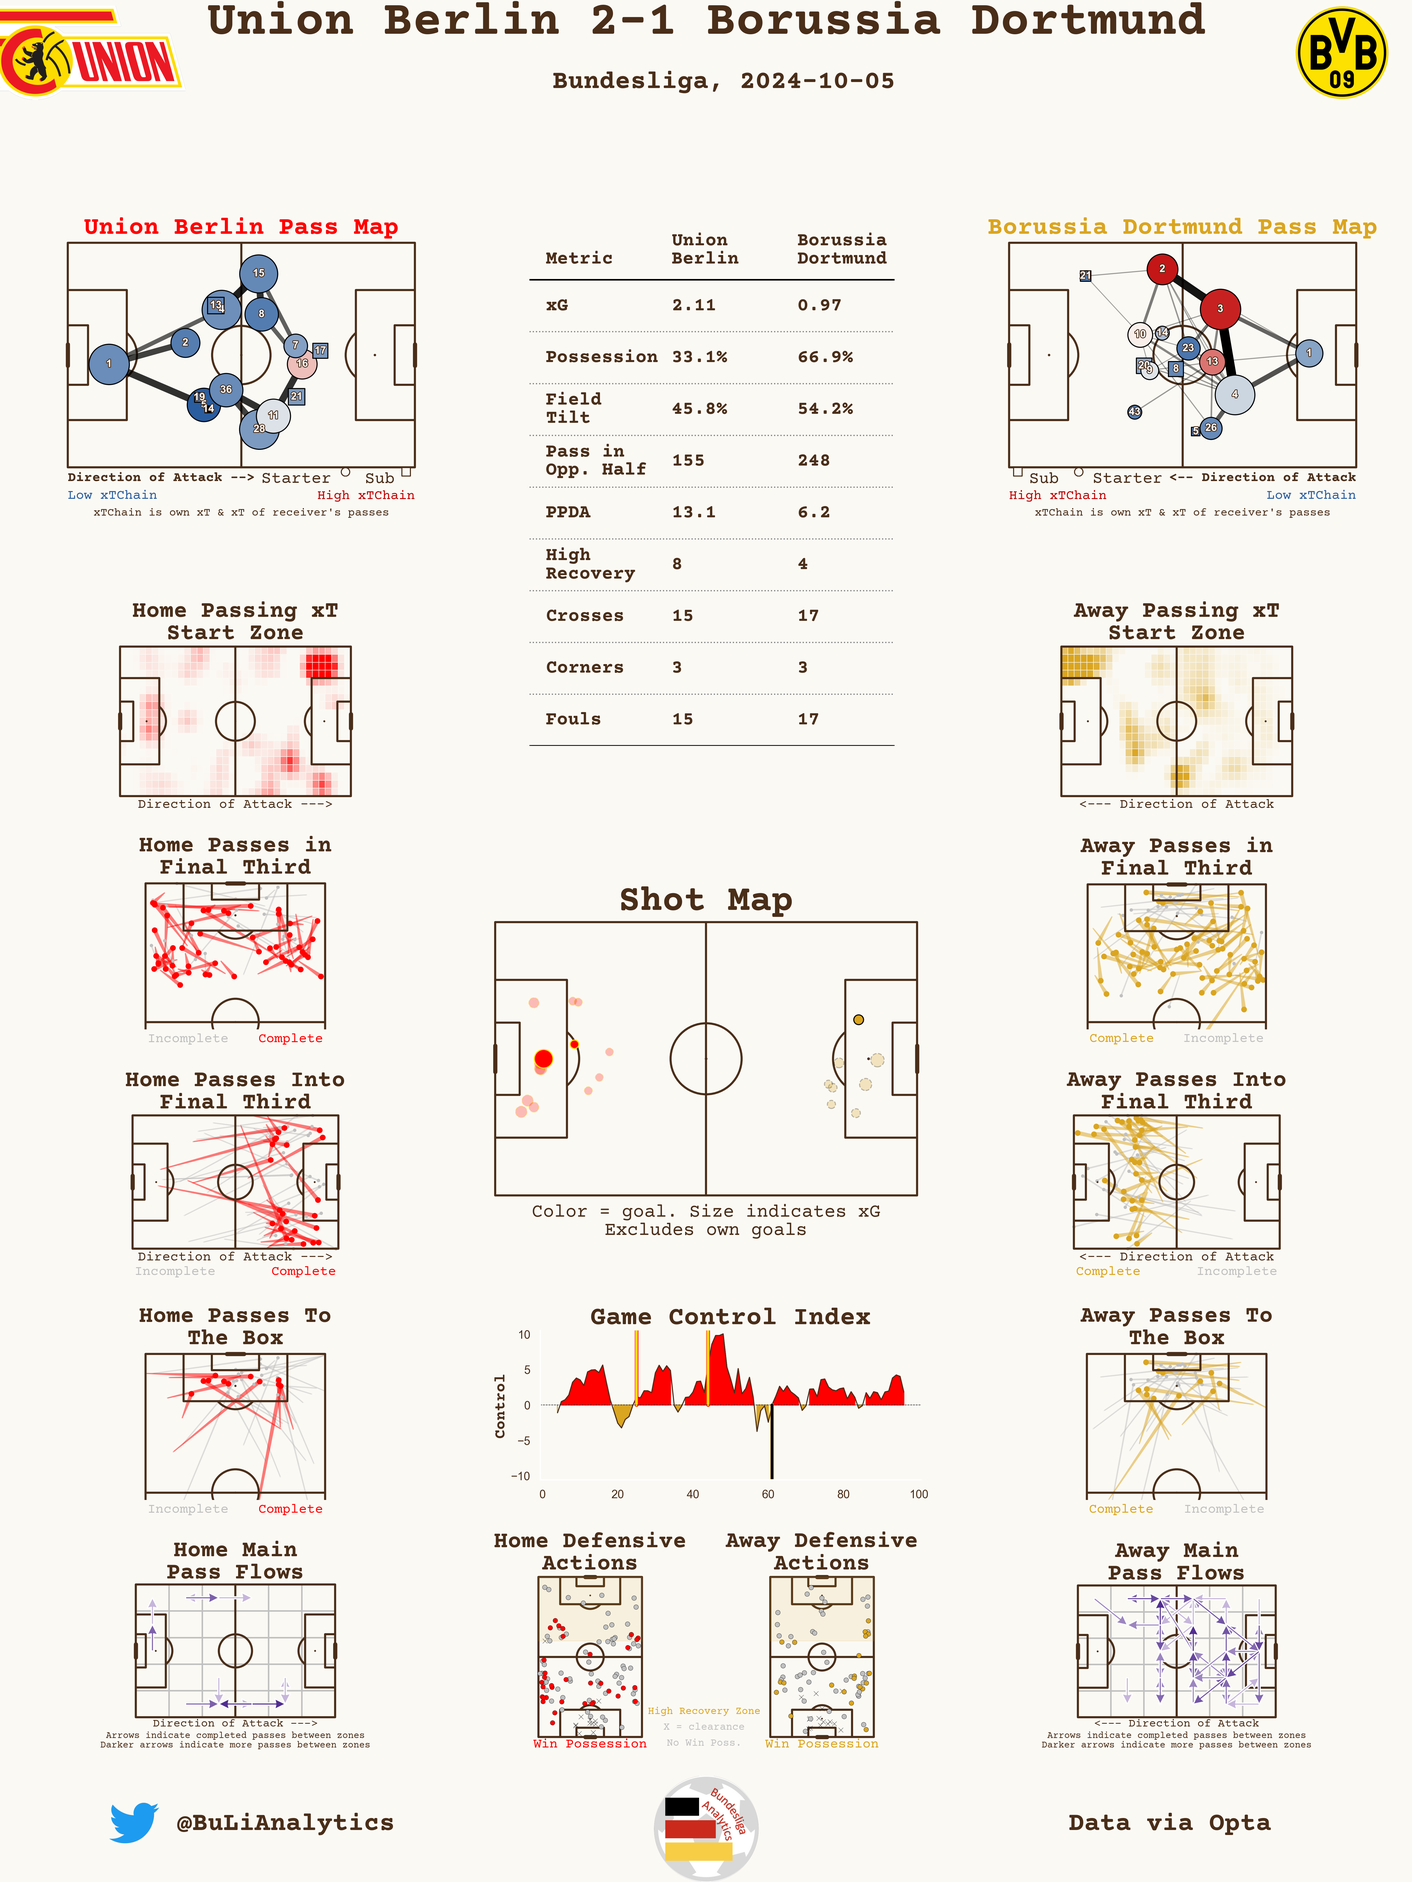 Union Berlin 2-1 Borussia Dortmund
Bundesliga, 2024-10-05
UNION
BVB
09
Union Berlin Pass Map
15
13
4
8
2
7
17
16
1
36
19
14
21
11
28
Direction of Attack --> Starter Sub
Low xTChain High xTChain
xTChain is own xT & xT of receiver's passes
Metric Union Berlin Borussia Dortmund
xG 2.11 0.97
Possession 33.1% 66.9%
Field Tilt 45.8% 54.2%
Pass in Opp. Half 155 248
PPDA 13.1 6.2
High Recovery 8 4
Crosses 15 17
Corners 3 3
Fouls 15 17
Borussia Dortmund Pass Map
21
2
3
10
14
23
1
20
9
8
13
4
43
5
26
Sub Starter <-- Direction of Attack
High xTChain Low xTChain
xTChain is own xT & xT of receiver's passes
Home Passing xT
Start Zone
Direction of Attack --->
Away Passing xT
Start Zone
<--- Direction of Attack
Home Passes in
Final Third
Incomplete Complete
Away Passes in
Final Third
Complete Incomplete
Shot Map
Color = goal. Size indicates xG
Excludes own goals
Home Passes Into
Final Third
Direction of Attack --->
Incomplete Complete
Away Passes Into
Final Third
<--- Direction of Attack
Complete Incomplete
Home Passes To
The Box
Incomplete Complete
Game Control Index
Control
10
5
0
−5
−10
0 20 40 60 80 100
Away Passes To
The Box
Complete Incomplete
Home Main
Pass Flows
Direction of Attack --->
Arrows indicate completed passes between zones
Darker arrows indicate more passes between zones
Home Defensive
Actions
Win Possession
High Recovery Zone
X = clearance
No Win Poss.
Away Defensive
Actions
Win Possession
Away Main
Pass Flows
<--- Direction of Attack
Arrows indicate completed passes between zones
Darker arrows indicate more passes between zones
@BuLiAnalytics
Bundesliga
Analytics
Data via Opta